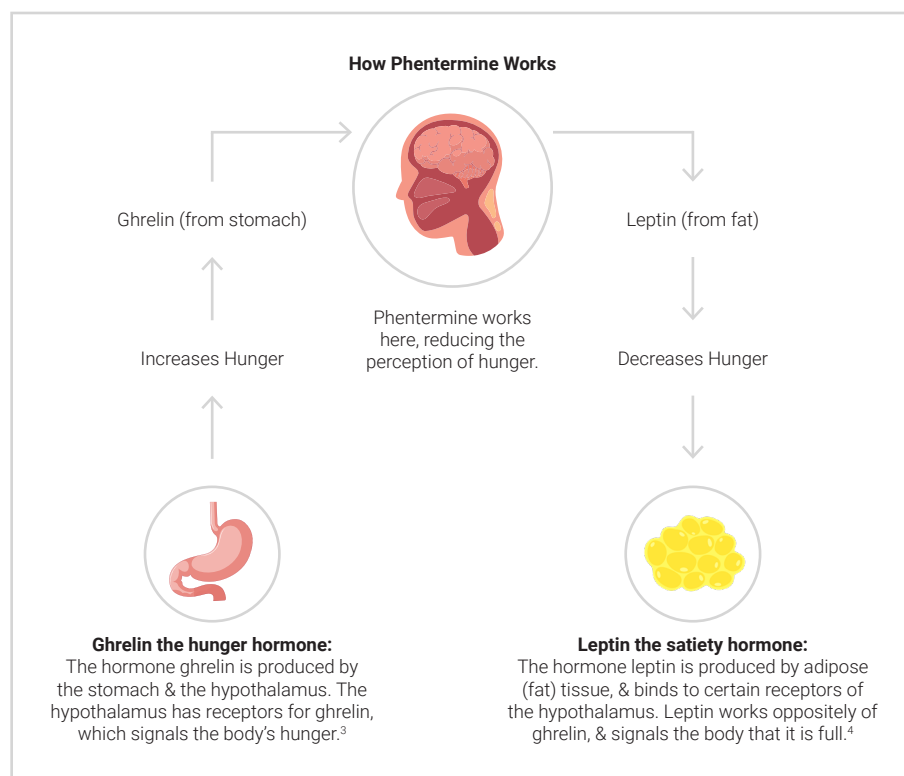 How Phentermine Works
Ghrelin (from stomach)
Leptin (from fat)
Phentermine works
here, reducing the
perception of hunger.
Increases Hunger
Decreases Hunger
Ghrelin the hunger hormone:
The hormone ghrelin is produced by
the stomach & the hypothalamus. The
hypothalamus has receptors for ghrelin,
which signals the body’s hunger.³
Leptin the satiety hormone:
The hormone leptin is produced by adipose
(fat) tissue, & binds to certain receptors of
the hypothalamus. Leptin works oppositely of
ghrelin, & signals the body that it is full.⁴